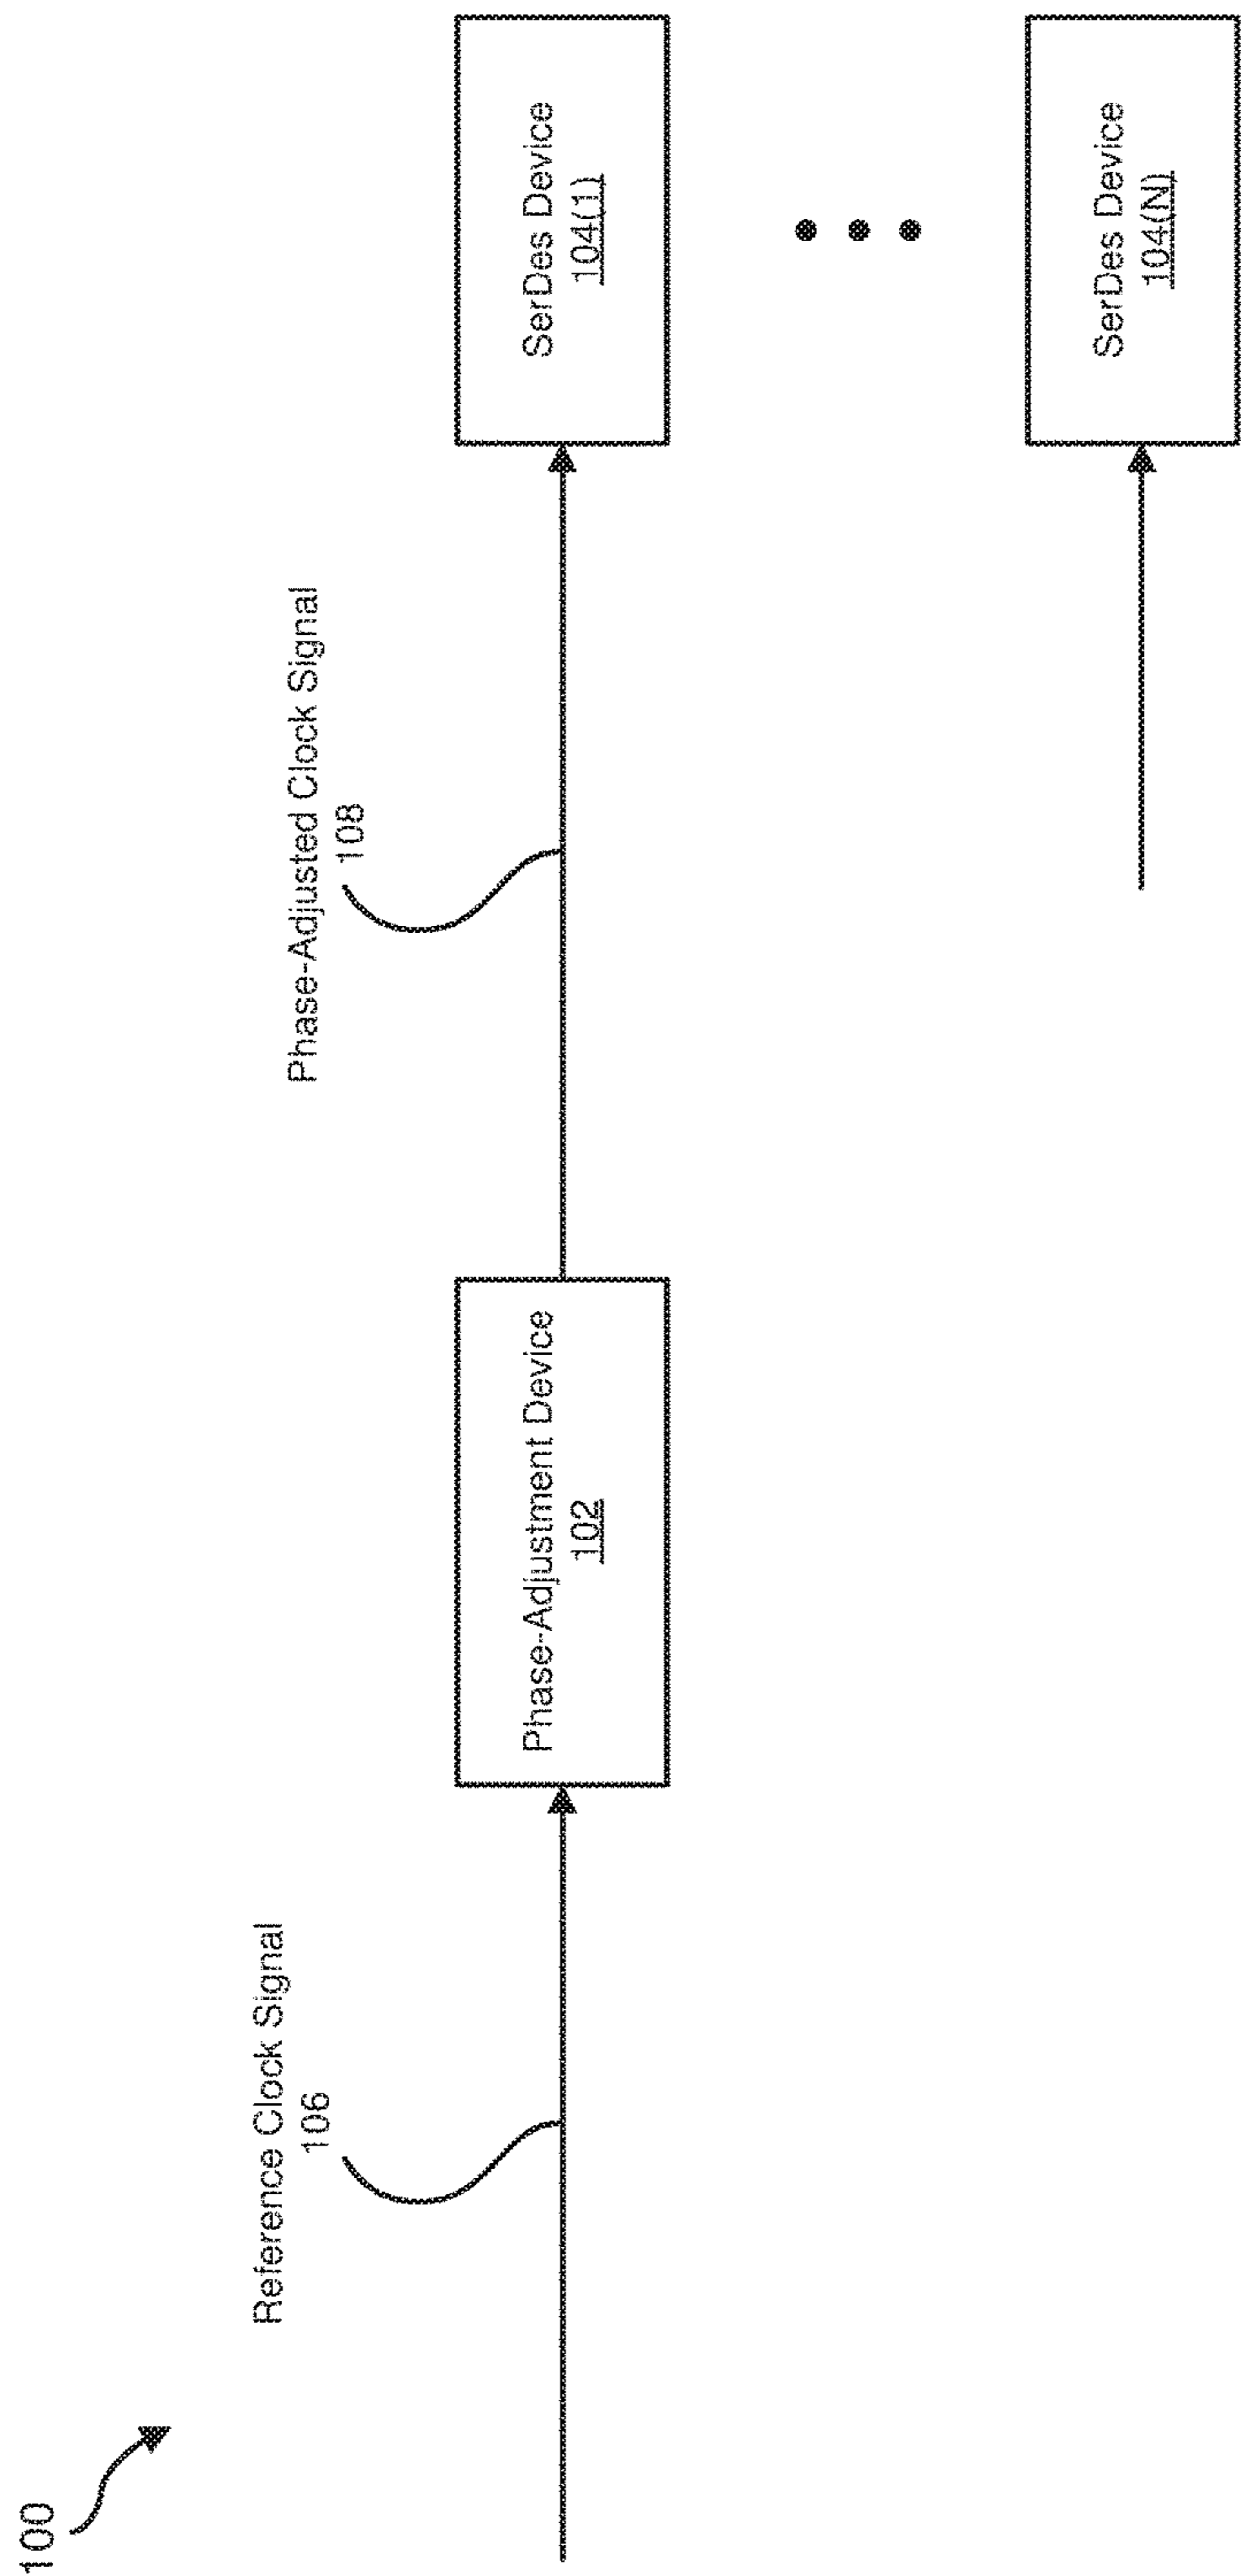 100
Reference Clock Signal
106
Phase-Adjusted Clock Signal
108
Phase-Adjustment Device
102
SerDes Device
104(1)
SerDes Device
104(N)